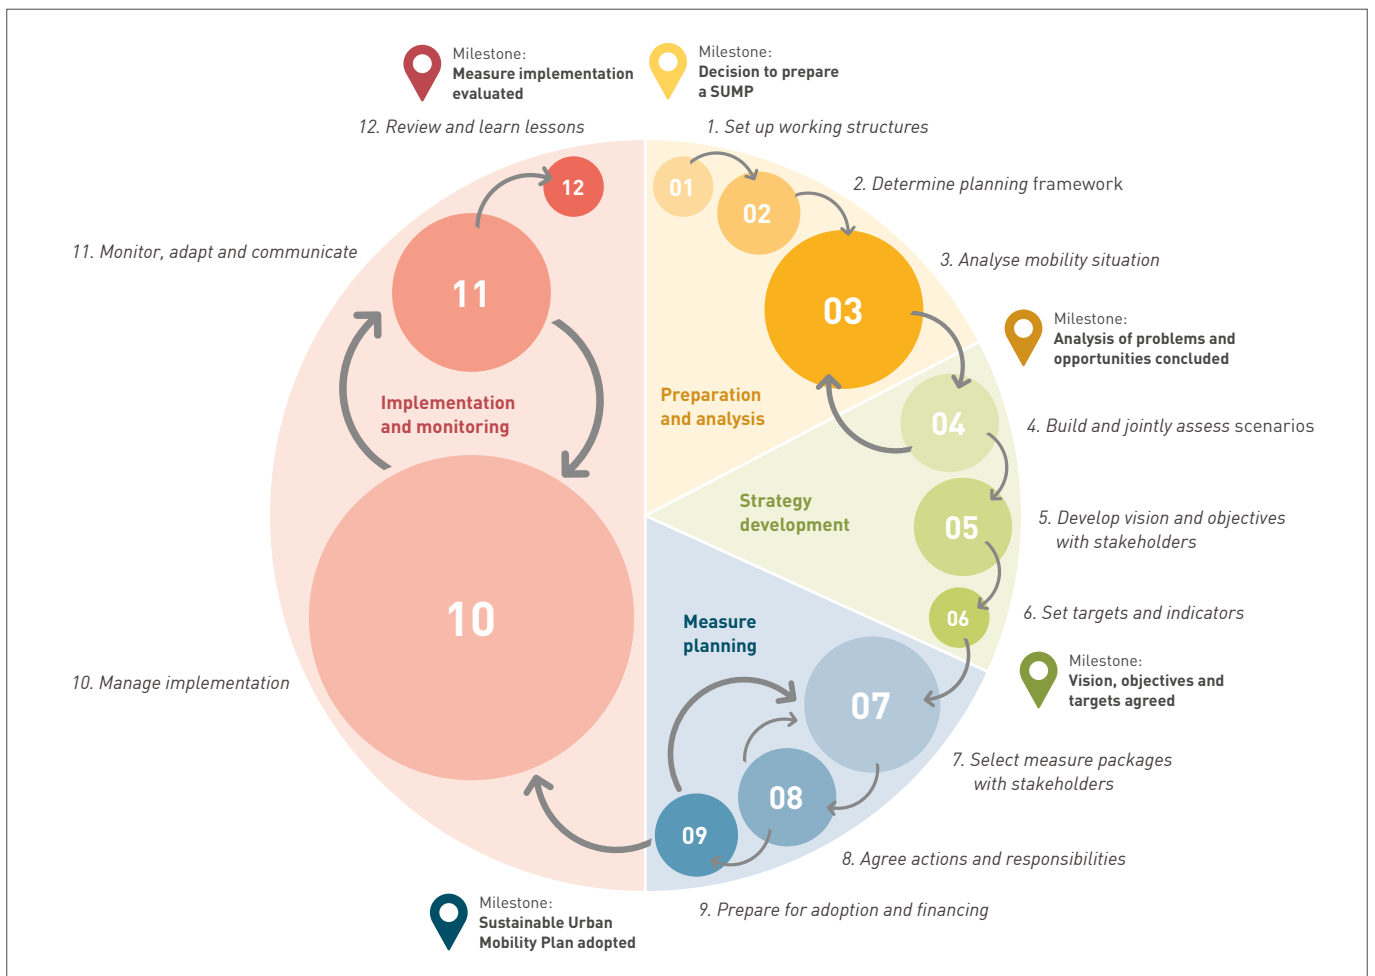 Milestone:
Measure implementation
evaluated
Milestone:
Decision to prepare
a SUMP
12. Review and learn lessons
1. Set up working structures
12
01
02
2. Determine planning framework
11. Monitor, adapt and communicate
11
3. Analyse mobility situation
03
Milestone:
Analysis of problems and
opportunities concluded
Implementation
and monitoring
Preparation
and analysis
04
4. Build and jointly assess scenarios
Strategy
development
05
5. Develop vision and objectives
with stakeholders
10
Measure
planning
06
6. Set targets and indicators
10. Manage implementation
Milestone:
Vision, objectives and
targets agreed
07
7. Select measure packages
with stakeholders
08
09
8. Agree actions and responsibilities
Milestone:
Sustainable Urban
Mobility Plan adopted
9. Prepare for adoption and financing